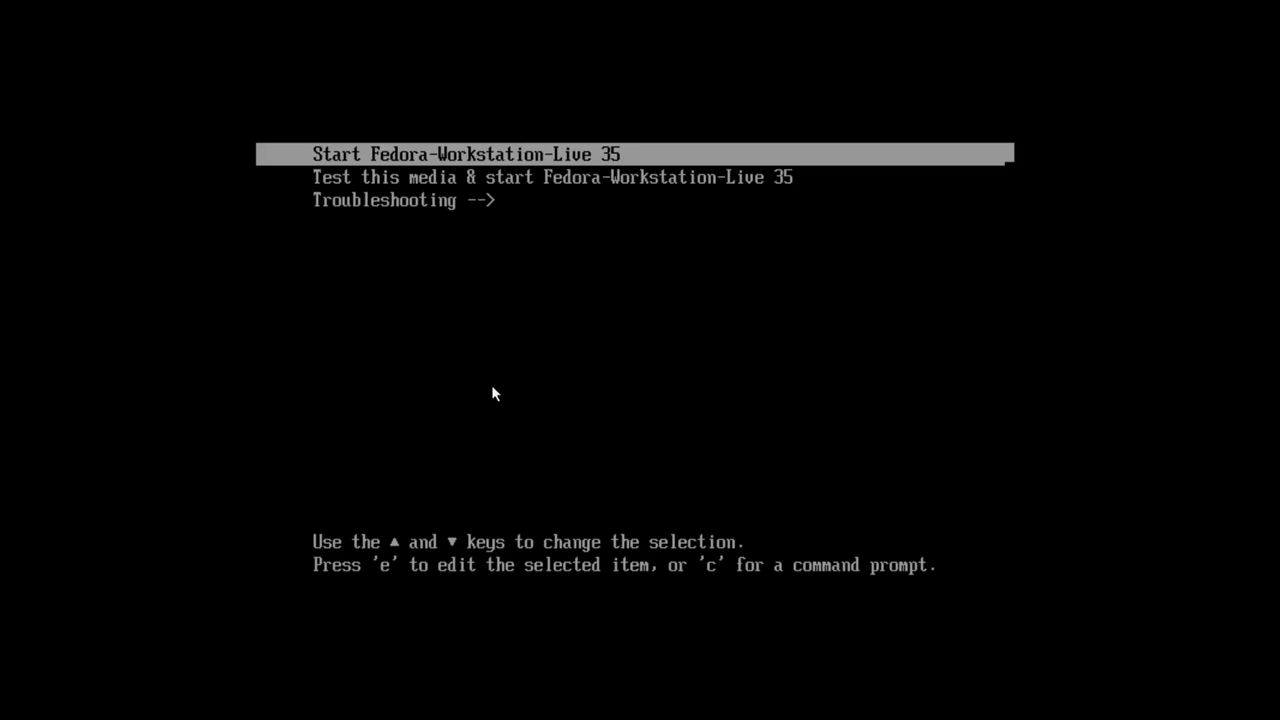 Start Fedora-Workstation-Live 35
Test this media & start Fedora-Workstation-Live 35
Troubleshooting -->
Use the ▲ and ▼ keys to change the selection.
Press 'e' to edit the selected item, or 'c' for a command prompt.